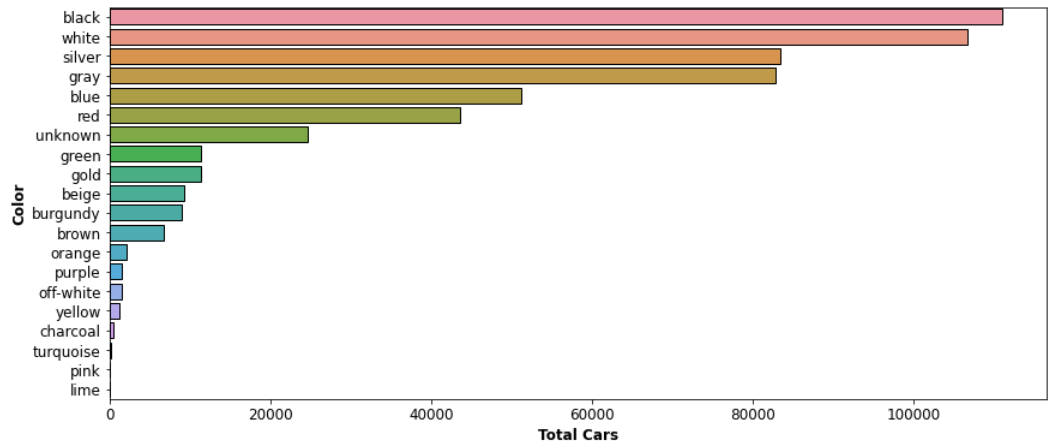 black
white
silver
gray
blue
red
unknown
green
gold
beige
burgundy
brown
orange
purple
off-white
yellow
charcoal
turquoise
pink
lime
Color
0 20000 40000 60000 80000 100000
Total Cars